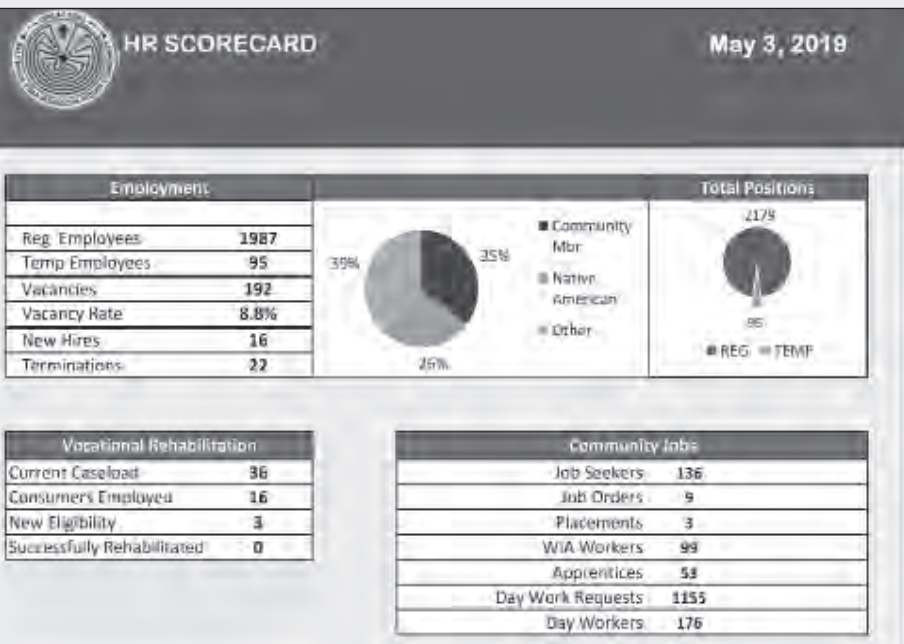 HR SCORECARD
May 3, 2019
Employment
Reg Employees 1987
Temp Employees 95
Vacancies 192
Vacancy Rate 8.8%
New Hires 16
Terminations 22
39%
35%
26%
Community
Mbr
Native
American
Other
Total Positions
2179
95
REG TEMP
Vocational Rehabilitation
Current Caseload 36
Consumers Employed 16
New Eligibility 3
Successfully Rehabilitated 0
Community Jobs
Job Seekers 136
Job Orders 9
Placements 3
WIA Workers 99
Apprentices 53
Day Work Requests 1155
Day Workers 176